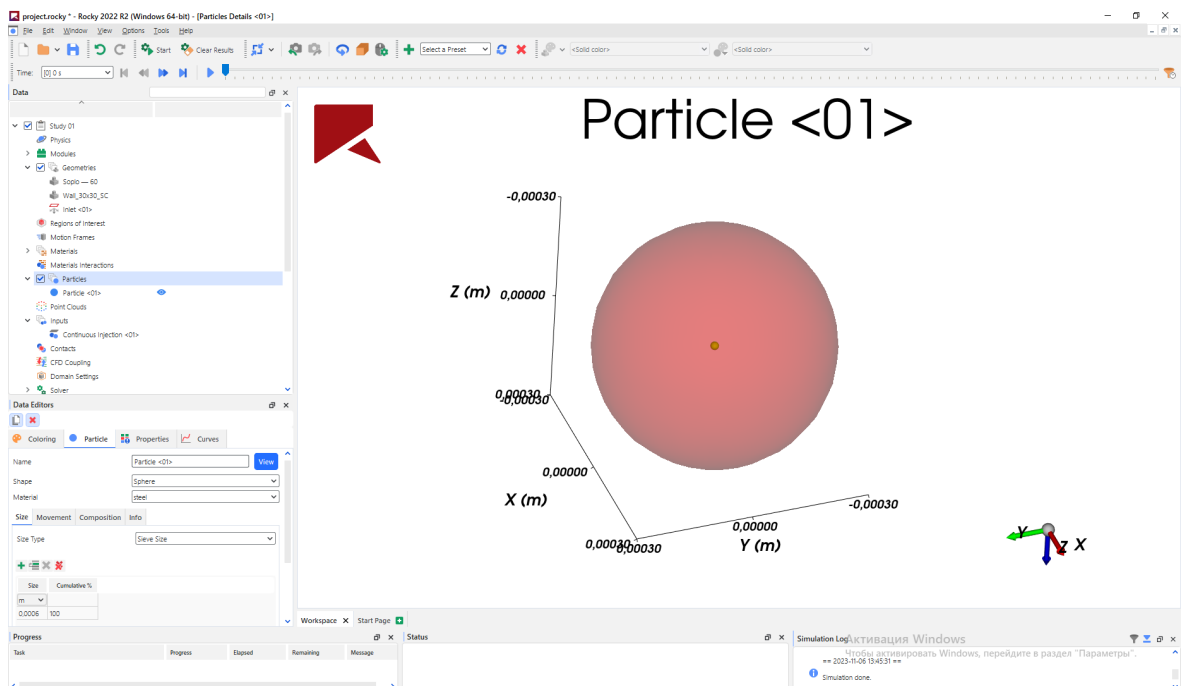 project.rocky * - Rocky 2022 R2 (Windows 64-bit) - [Particles Details <01>]
File Edit Window View Options Tools Help
Start Clear Results Select a Preset <Solid color> <Solid color>
Time: [0] 0 s
Data
Study 01
Physics
Modules
Geometries
Soplo — 60
Wall_30x30_SC
Inlet <01>
Regions of Interest
Motion Frames
Materials
Materials Interactions
Particles
Particle <01>
Point Clouds
Inputs
Continuous Injection <01>
Contacts
CFD Coupling
Domain Settings
Solver
Data Editors
Coloring Particle Properties Curves
Name Particle <01> View
Shape Sphere
Material steel
Size Movement Composition Info
Size Type Sieve Size
Size Cumulative %
m
0,0006 100
Particle <01>
-0,00030
Z (m) 0,00000
0,00030
-0,00030
0,00000
X (m)
-0,00030
0,00000
Y (m)
0,00030
0,00030
Y Z X
Workspace Start Page
Progress
Task Progress Elapsed Remaining Message
Status
Simulation Log
Активация Windows
Чтобы активировать Windows, перейдите в раздел "Параметры".
== 2023-11-06 13:45:31 ==
Simulation done.